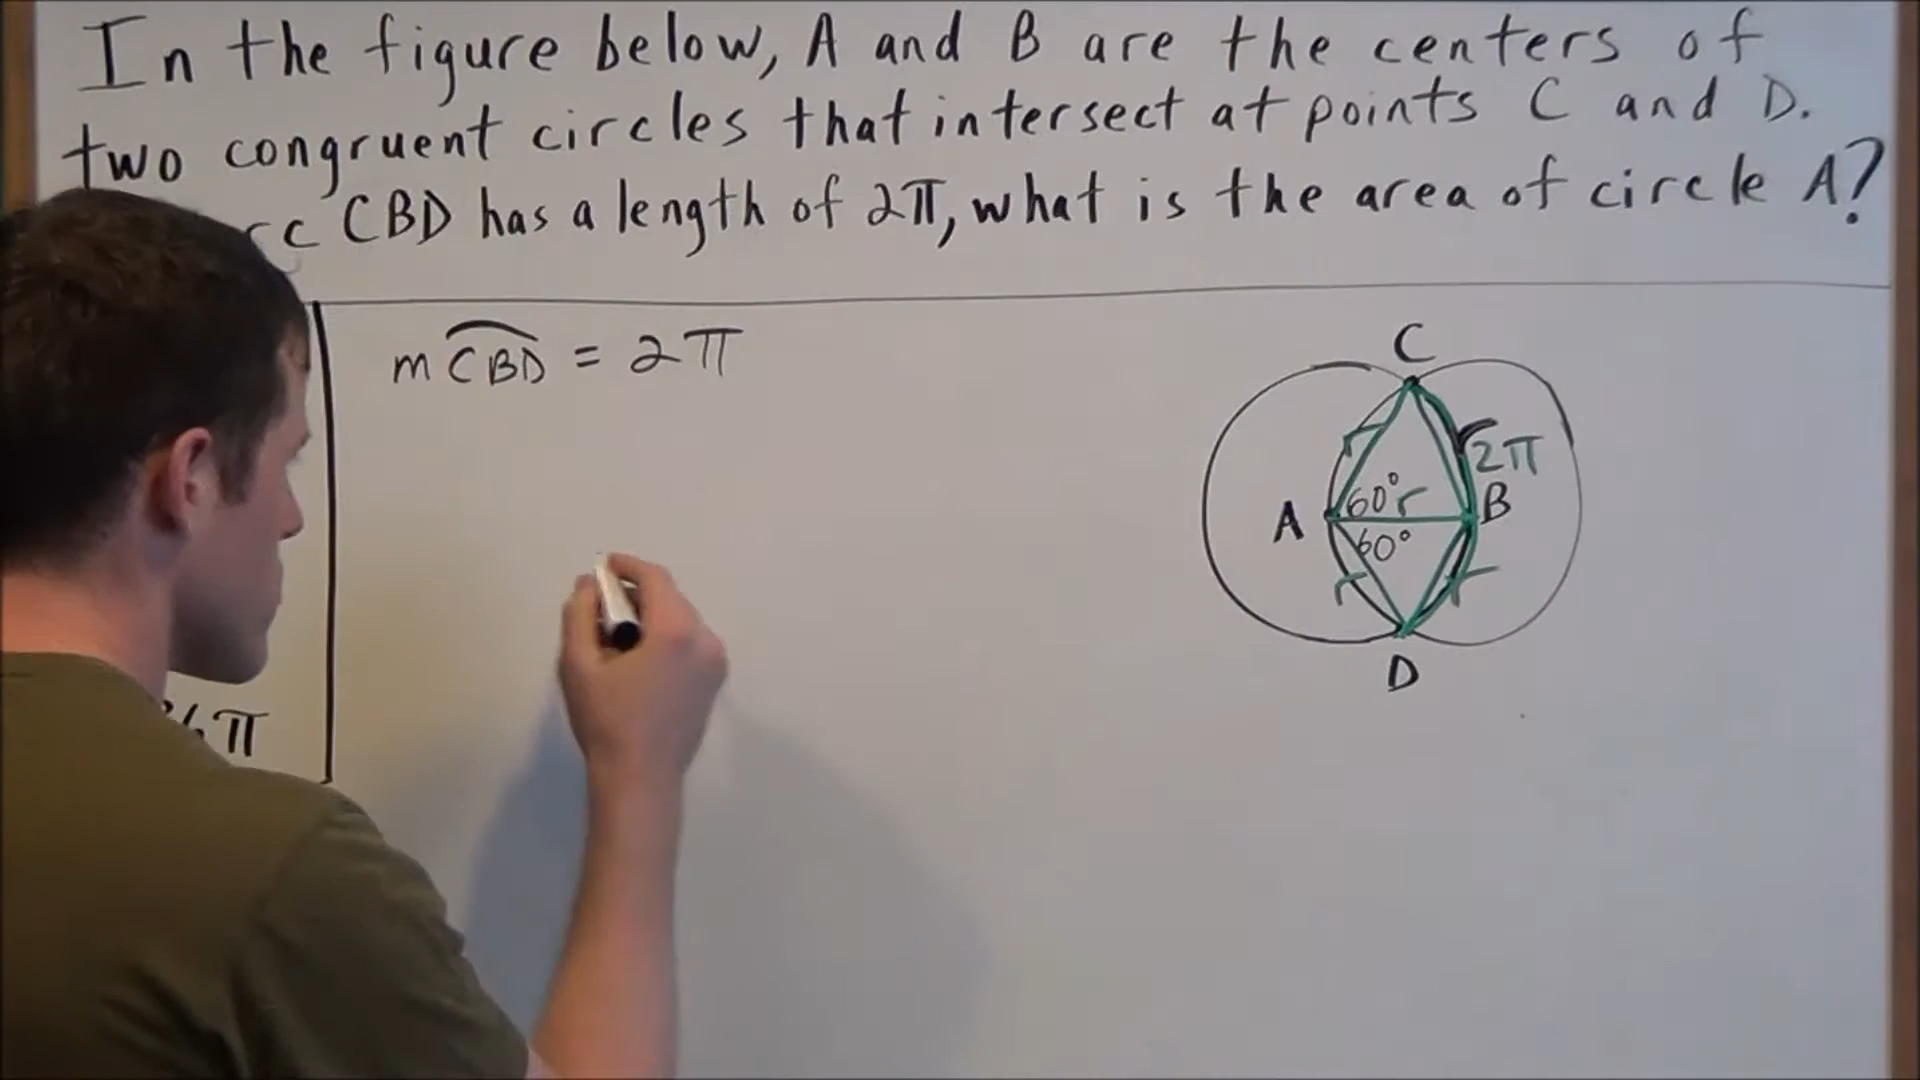 In the figure below, A and B are the centers of
two congruent circles that intersect at points C and D.
CBD has a length of 2π, what is the area of circle A?
m CBD = 2π
C
r
r
2π
60° r
A
B
60°
r
r
D
π